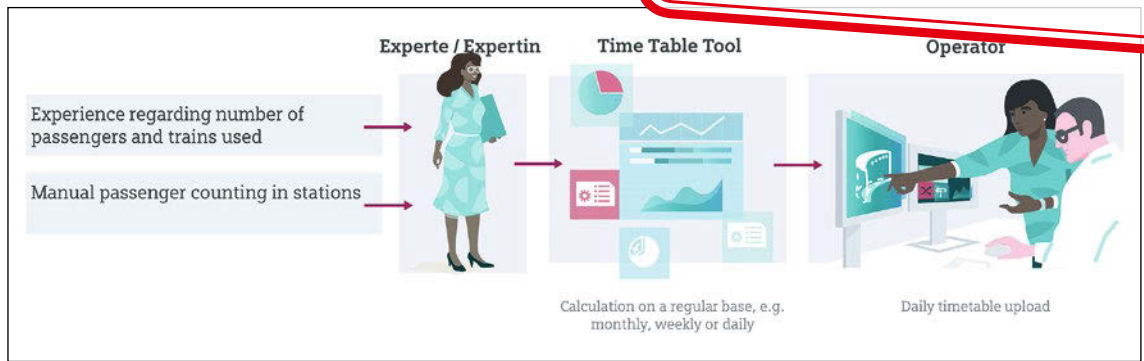 Experte / Expertin
Time Table Tool
Operator
Experience regarding number of
passengers and trains used
Manual passenger counting in stations
Calculation on a regular base, e.g.
monthly, weekly or daily
Daily timetable upload